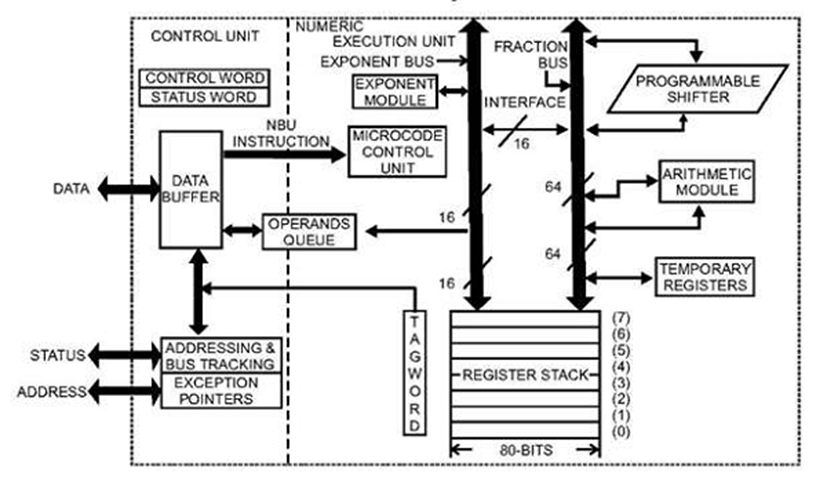 CONTROL UNIT
CONTROL WORD
STATUS WORD
NUMERIC
EXECUTION UNIT
EXPONENT BUS
EXPONENT
MODULE
FRACTION
BUS
INTERFACE
16
PROGRAMMABLE
SHIFTER
NBU
INSTRUCTION
MICROCODE
CONTROL
UNIT
DATA
DATA
BUFFER
OPERANDS
QUEUE
16
16
64
64
ARITHMETIC
MODULE
TEMPORARY
REGISTERS
STATUS
ADDRESS
ADDRESSING &
BUS TRACKING
EXCEPTION
POINTERS
T
A
G
W
O
R
D
REGISTER STACK
(7)
(6)
(5)
(4)
(3)
(2)
(1)
(0)
80-BITS